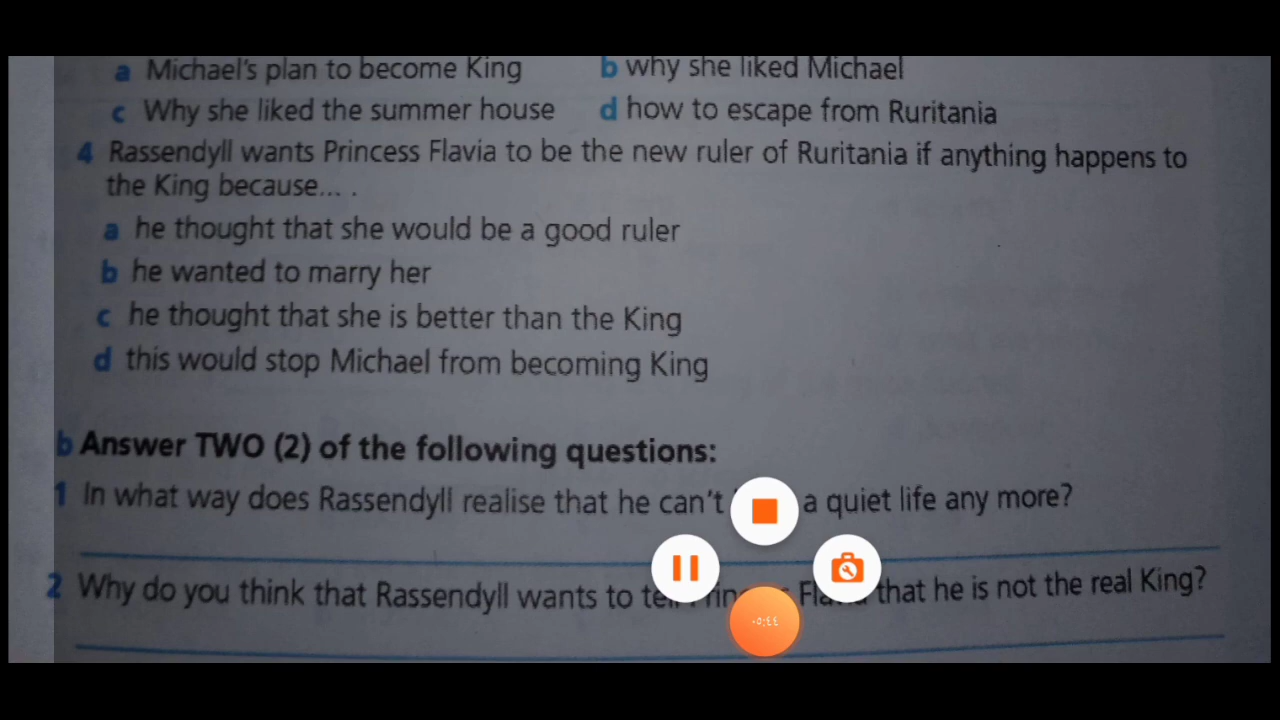 a Michael's plan to become King b why she liked Michael
c Why she liked the summer house d how to escape from Ruritania
4 Rassendyll wants Princess Flavia to be the new ruler of Ruritania if anything happens to
the King because... .
a he thought that she would be a good ruler
b he wanted to marry her
c he thought that she is better than the King
d this would stop Michael from becoming King
b Answer TWO (2) of the following questions:
1 In what way does Rassendyll realise that he can't a quiet life any more?
2 Why do you think that Rassendyll wants to that he is not the real King?
٠٥:٤٤